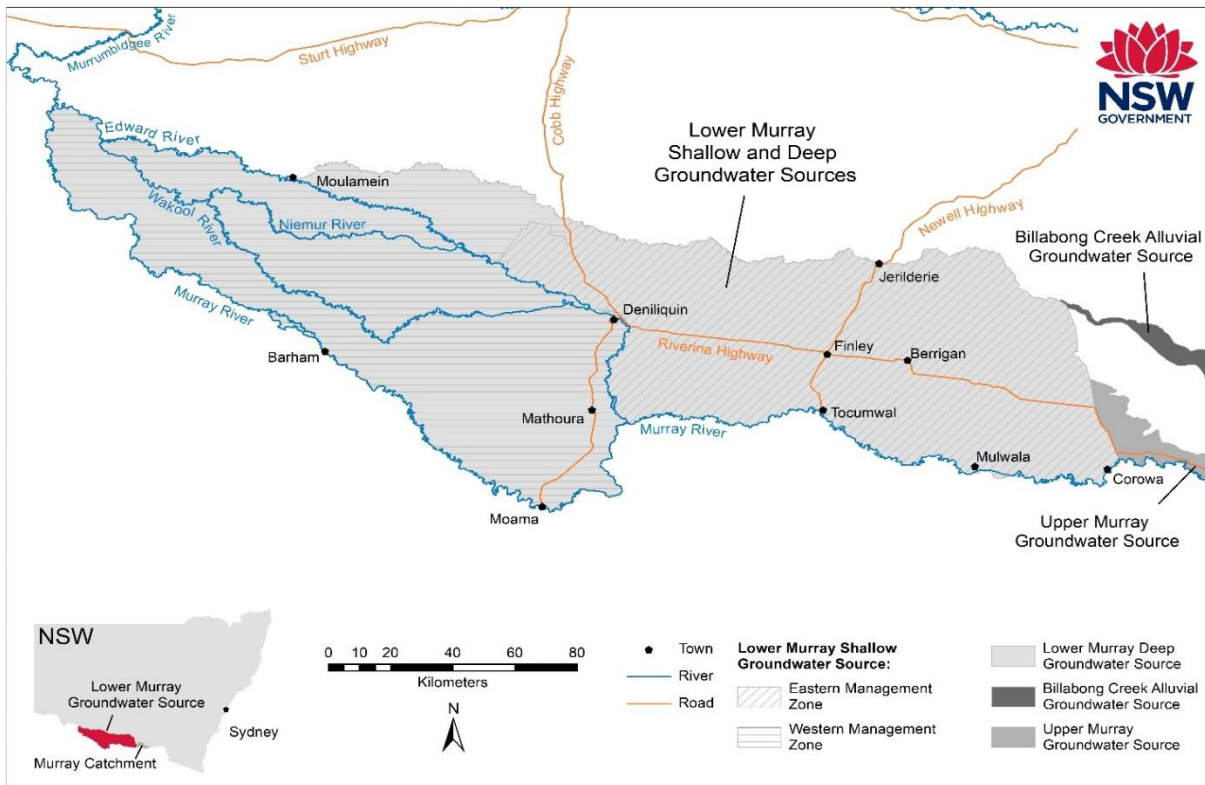 Murrumbidgee River
Sturt Highway
Cobb Highway
NSW
GOVERNMENT
Lower Murray
Shallow and Deep
Groundwater Sources
Edward River
Moulamein
Wakool River
Niemur River
Newell Highway
Billabong Creek Alluvial
Groundwater Source
Jerilderie
Murray River
Deniliquin
Barham
Riverina Highway
Finley
Berrigan
Mathoura
Murray River
Tocumwal
Mulwala
Corowa
Moama
Upper Murray
Groundwater Source
NSW
Lower Murray
Groundwater Source
Sydney
Murray Catchment
0 10 20 40 60 80
Kilometers
N
Town
River
Road
Lower Murray Shallow
Groundwater Source:
Eastern Management
Zone
Western Management
Zone
Lower Murray Deep
Groundwater Source
Billabong Creek Alluvial
Groundwater Source
Upper Murray
Groundwater Source